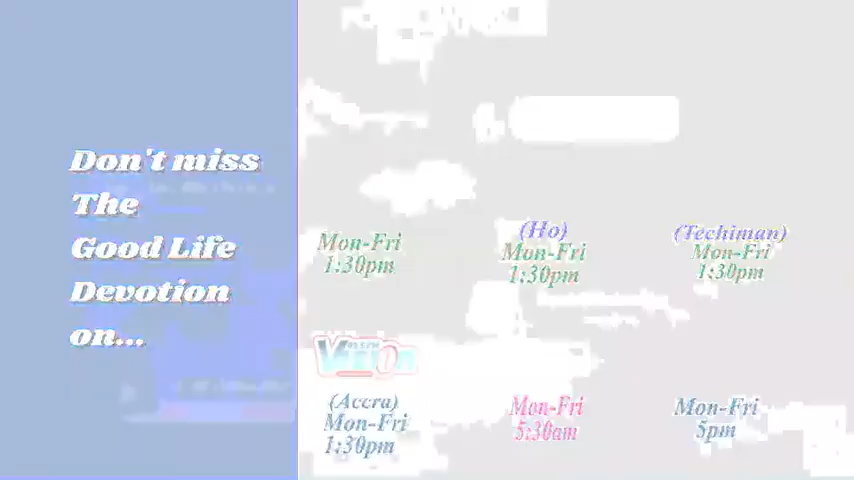 Don't miss
The
Good Life
Devotion
on...
Mon-Fri
1:30pm
(Ho)
Mon-Fri
1:30pm
(Techiman)
Mon-Fri
1:30pm
(Accra)
Mon-Fri
1:30pm
Mon-Fri
5:30am
Mon-Fri
5pm